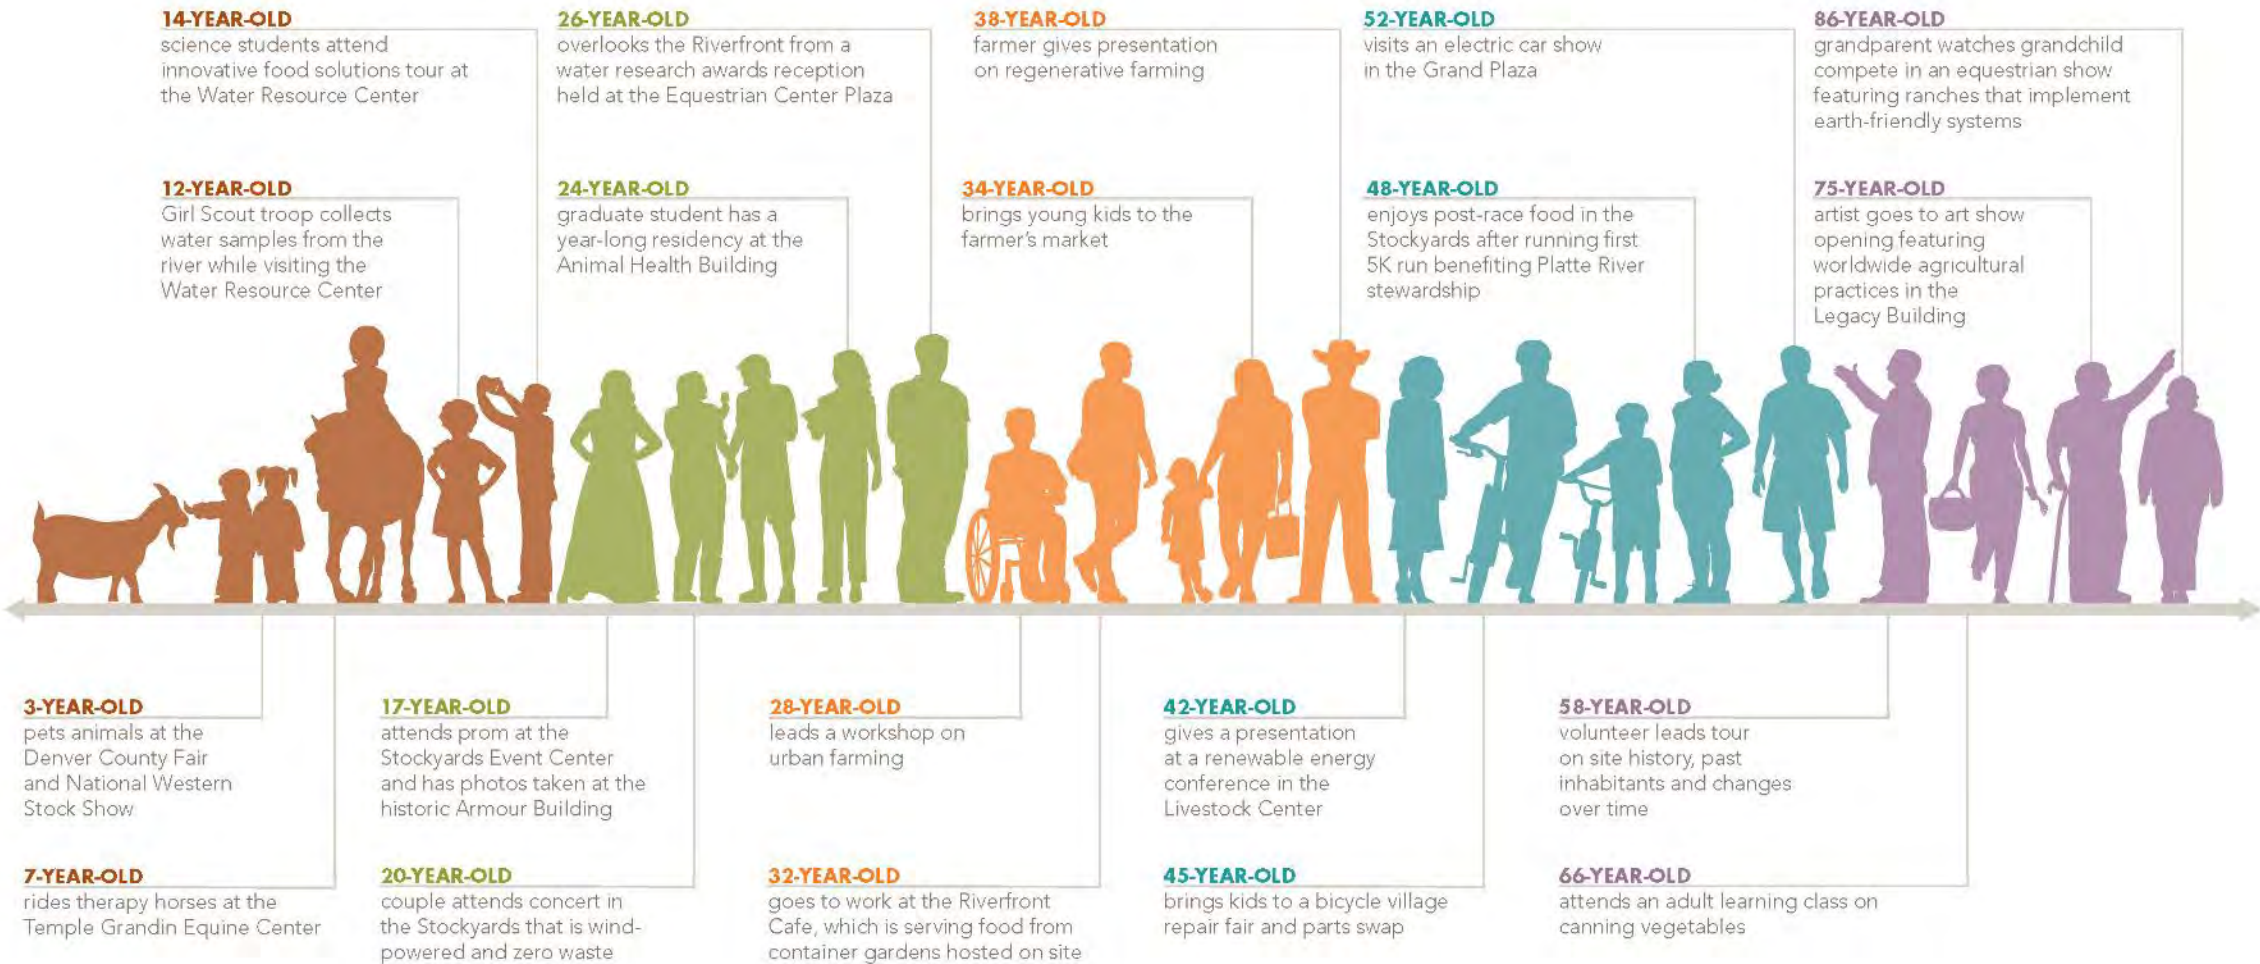 14-YEAR-OLD
science students attend
innovative food solutions tour at
the Water Resource Center
26-YEAR-OLD
overlooks the Riverfront from a
water research awards reception
held at the Equestrian Center Plaza
38-YEAR-OLD
farmer gives presentation
on regenerative farming
52-YEAR-OLD
visits an electric car show
in the Grand Plaza
86-YEAR-OLD
grandparent watches grandchild
compete in an equestrian show
featuring ranches that implement
earth-friendly systems
12-YEAR-OLD
Girl Scout troop collects
water samples from the
river while visiting the
Water Resource Center
24-YEAR-OLD
graduate student has a
year-long residency at the
Animal Health Building
34-YEAR-OLD
brings young kids to the
farmer's market
48-YEAR-OLD
enjoys post-race food in the
Stockyards after running first
5K run benefiting Platte River
stewardship
75-YEAR-OLD
artist goes to art show
opening featuring
worldwide agricultural
practices in the
Legacy Building
3-YEAR-OLD
pets animals at the
Denver County Fair
and National Western
Stock Show
17-YEAR-OLD
attends prom at the
Stockyards Event Center
and has photos taken at the
historic Armour Building
28-YEAR-OLD
leads a workshop on
urban farming
42-YEAR-OLD
gives a presentation
at a renewable energy
conference in the
Livestock Center
58-YEAR-OLD
volunteer leads tour
on site history, past
inhabitants and changes
over time
7-YEAR-OLD
rides therapy horses at the
Temple Grandin Equine Center
20-YEAR-OLD
couple attends concert in
the Stockyards that is wind-
powered and zero waste
32-YEAR-OLD
goes to work at the Riverfront
Cafe, which is serving food from
container gardens hosted on site
45-YEAR-OLD
brings kids to a bicycle village
repair fair and parts swap
66-YEAR-OLD
attends an adult learning class on
canning vegetables